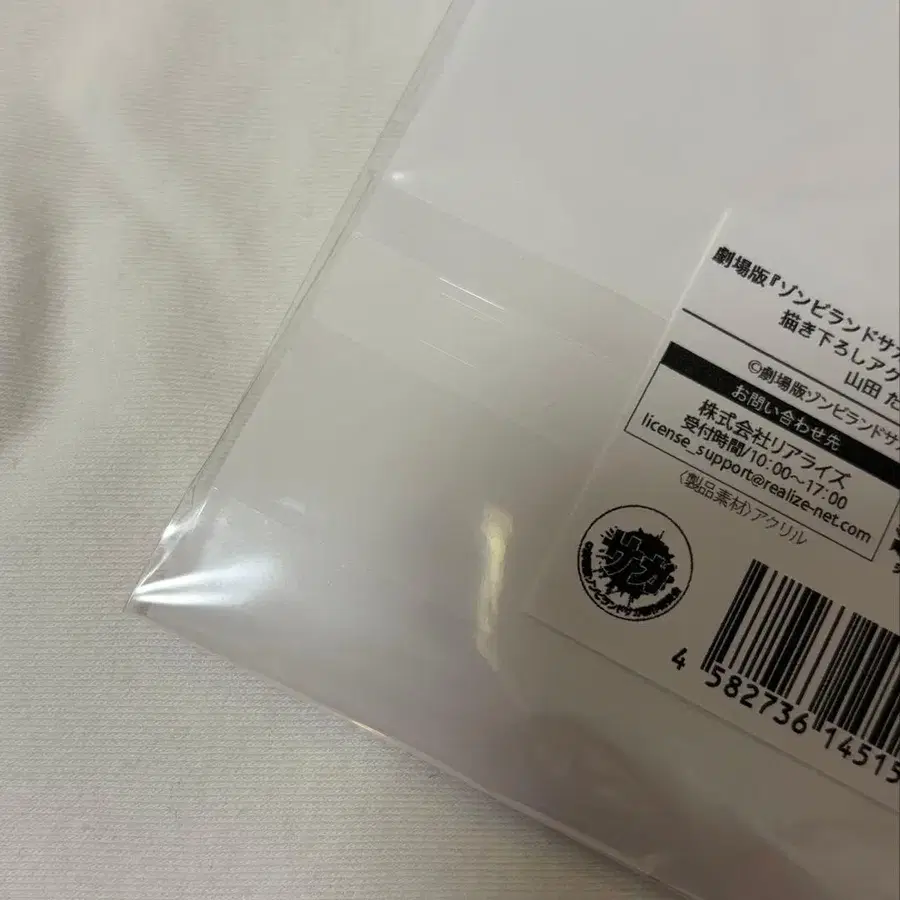 劇場版『ゾンビランドサガ
描き下ろしアク
山田 た
©劇場版ゾンビランドサ
お問い合わせ先
株式会社リアライズ
受付時間/10:00〜17:00
license_support@realize-net.com
〈製品素材〉アクリル
サガ
4 582736 14515